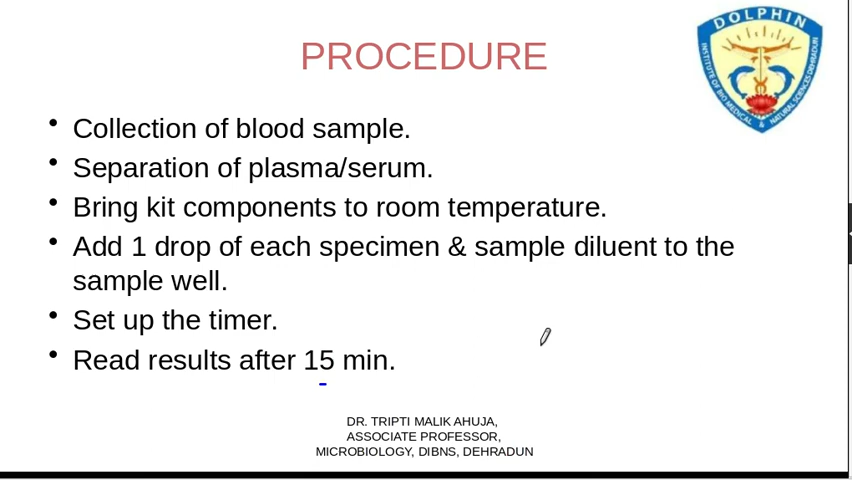 DOLPHIN
INSTITUTE OF BIO MEDICAL & NATURAL SCIENCES DEHRADUN
PROCEDURE
• Collection of blood sample.
• Separation of plasma/serum.
• Bring kit components to room temperature.
• Add 1 drop of each specimen & sample diluent to the
sample well.
• Set up the timer.
• Read results after 15 min.
DR. TRIPTI MALIK AHUJA,
ASSOCIATE PROFESSOR,
MICROBIOLOGY, DIBNS, DEHRADUN